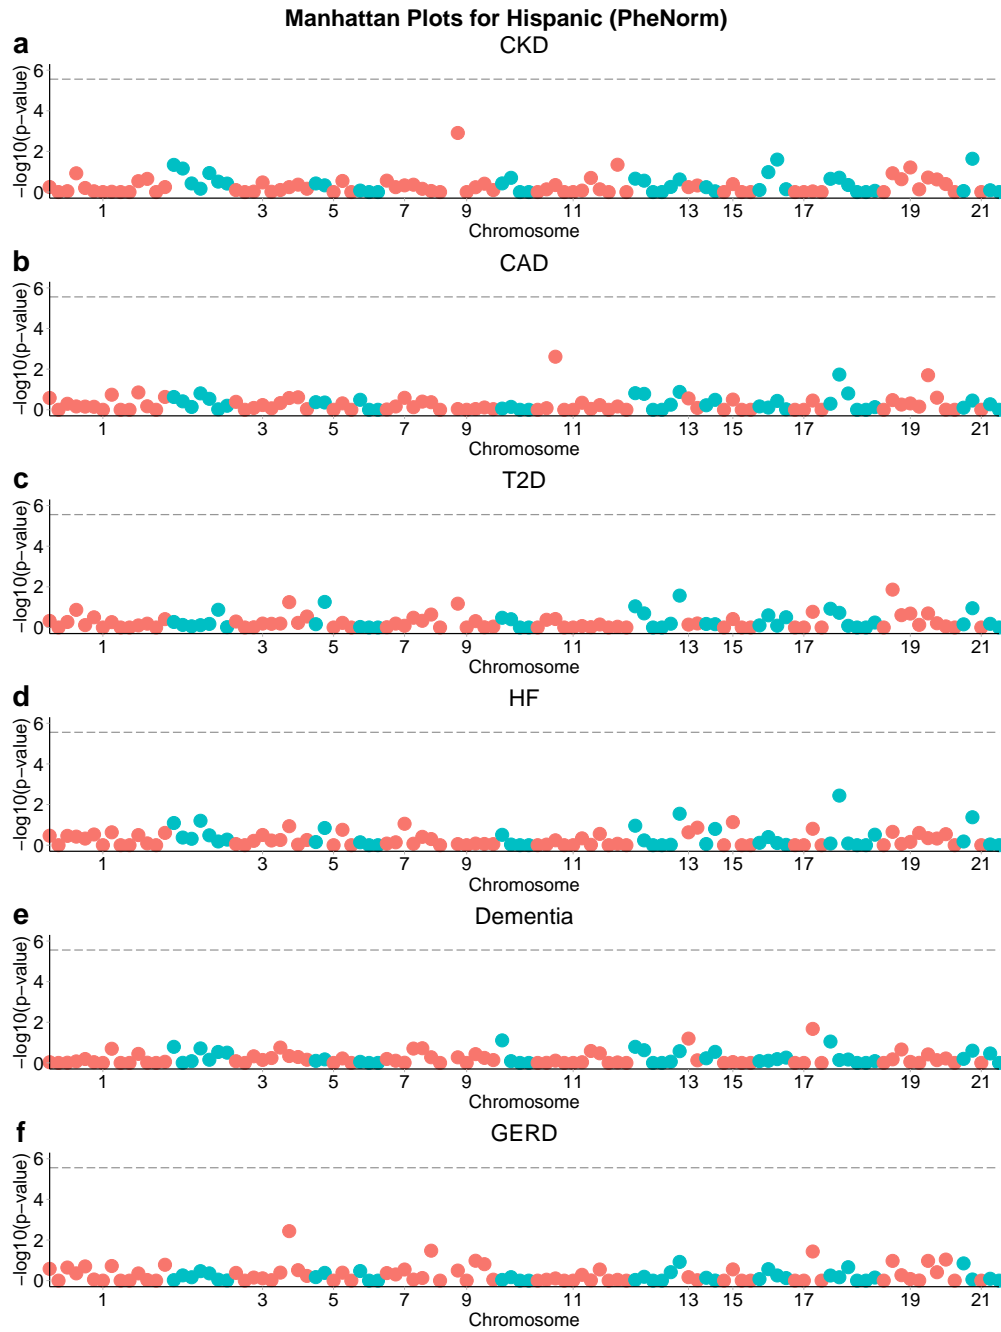 Manhattan Plots for Hispanic (PheNorm)
a
CKD
−log10(p−value)
6
4
2
0
1 3 5 7 9 11 13 15 17 19 21
Chromosome
b
CAD
−log10(p−value)
6
4
2
0
1 3 5 7 9 11 13 15 17 19 21
Chromosome
c
T2D
−log10(p−value)
6
4
2
0
1 3 5 7 9 11 13 15 17 19 21
Chromosome
d
HF
−log10(p−value)
6
4
2
0
1 3 5 7 9 11 13 15 17 19 21
Chromosome
e
Dementia
−log10(p−value)
6
4
2
0
1 3 5 7 9 11 13 15 17 19 21
Chromosome
f
GERD
−log10(p−value)
6
4
2
0
1 3 5 7 9 11 13 15 17 19 21
Chromosome